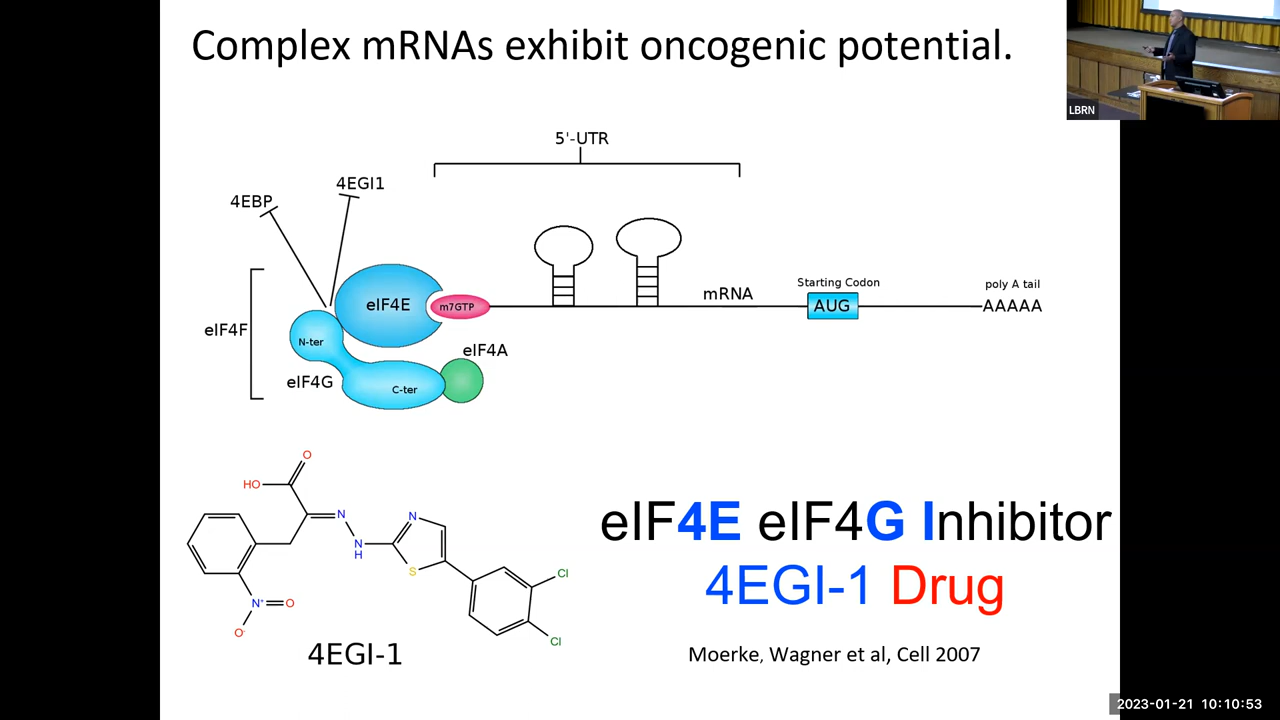 Complex mRNAs exhibit oncogenic potential.
LBRN
5'-UTR
4EGI1
4EBP
eIF4F
eIF4E
m7GTP
mRNA
Starting Codon
AUG
poly A tail
AAAAA
N-ter
eIF4A
eIF4G
C-ter
O
HO
N
N
H
N
S
Cl
Cl
N+
O
O-
4EGI-1
eIF4E eIF4G Inhibitor
4EGI-1 Drug
Moerke, Wagner et al, Cell 2007
2023-01-21 10:10:53